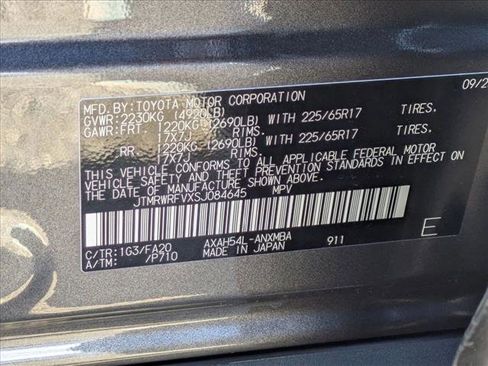 MFD. BY: TOYOTA MOTOR CORPORATION 09/2
GVWR: 2230KG (4920LB)
GAWR: FRT. 1220KG (2690LB) WITH 225/65R17 TIRES,
17X7J RIMS.
RR. 1220KG (2690LB) WITH 225/65R17 TIRES,
17X7J RIMS.
THIS VEHICLE CONFORMS TO ALL APPLICABLE FEDERAL MOTOR
VEHICLE SAFETY AND THEFT PREVENTION STANDARDS IN EFFECT ON
THE DATE OF MANUFACTURE SHOWN ABOVE.
JTMRWRFVXSJ084645 MPV
C/TR: 1G3/FA20 AXAH54L-ANXMBA 911 E
A/TM: /P710 MADE IN JAPAN